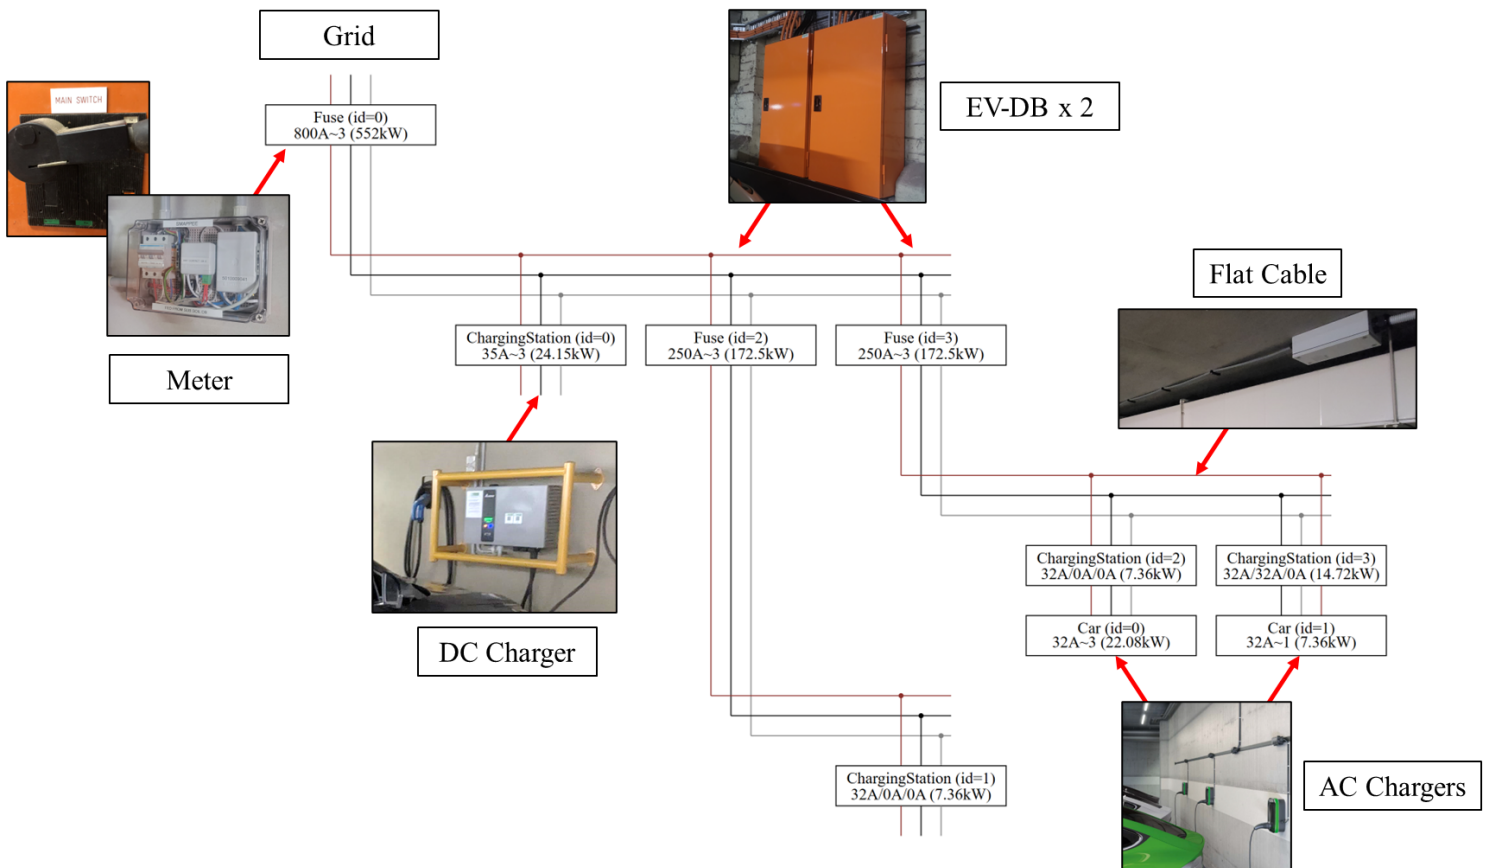 Grid
MAIN SWITCH
Fuse (id=0)
800A~3 (552kW)
EV-DB x 2
Meter
Flat Cable
ChargingStation (id=0)
35A~3 (24.15kW)
Fuse (id=2)
250A~3 (172.5kW)
Fuse (id=3)
250A~3 (172.5kW)
DC Charger
ChargingStation (id=2)
32A/0A/0A (7.36kW)
ChargingStation (id=3)
32A/32A/0A (14.72kW)
Car (id=0)
32A~3 (22.08kW)
Car (id=1)
32A~1 (7.36kW)
ChargingStation (id=1)
32A/0A/0A (7.36kW)
AC Chargers